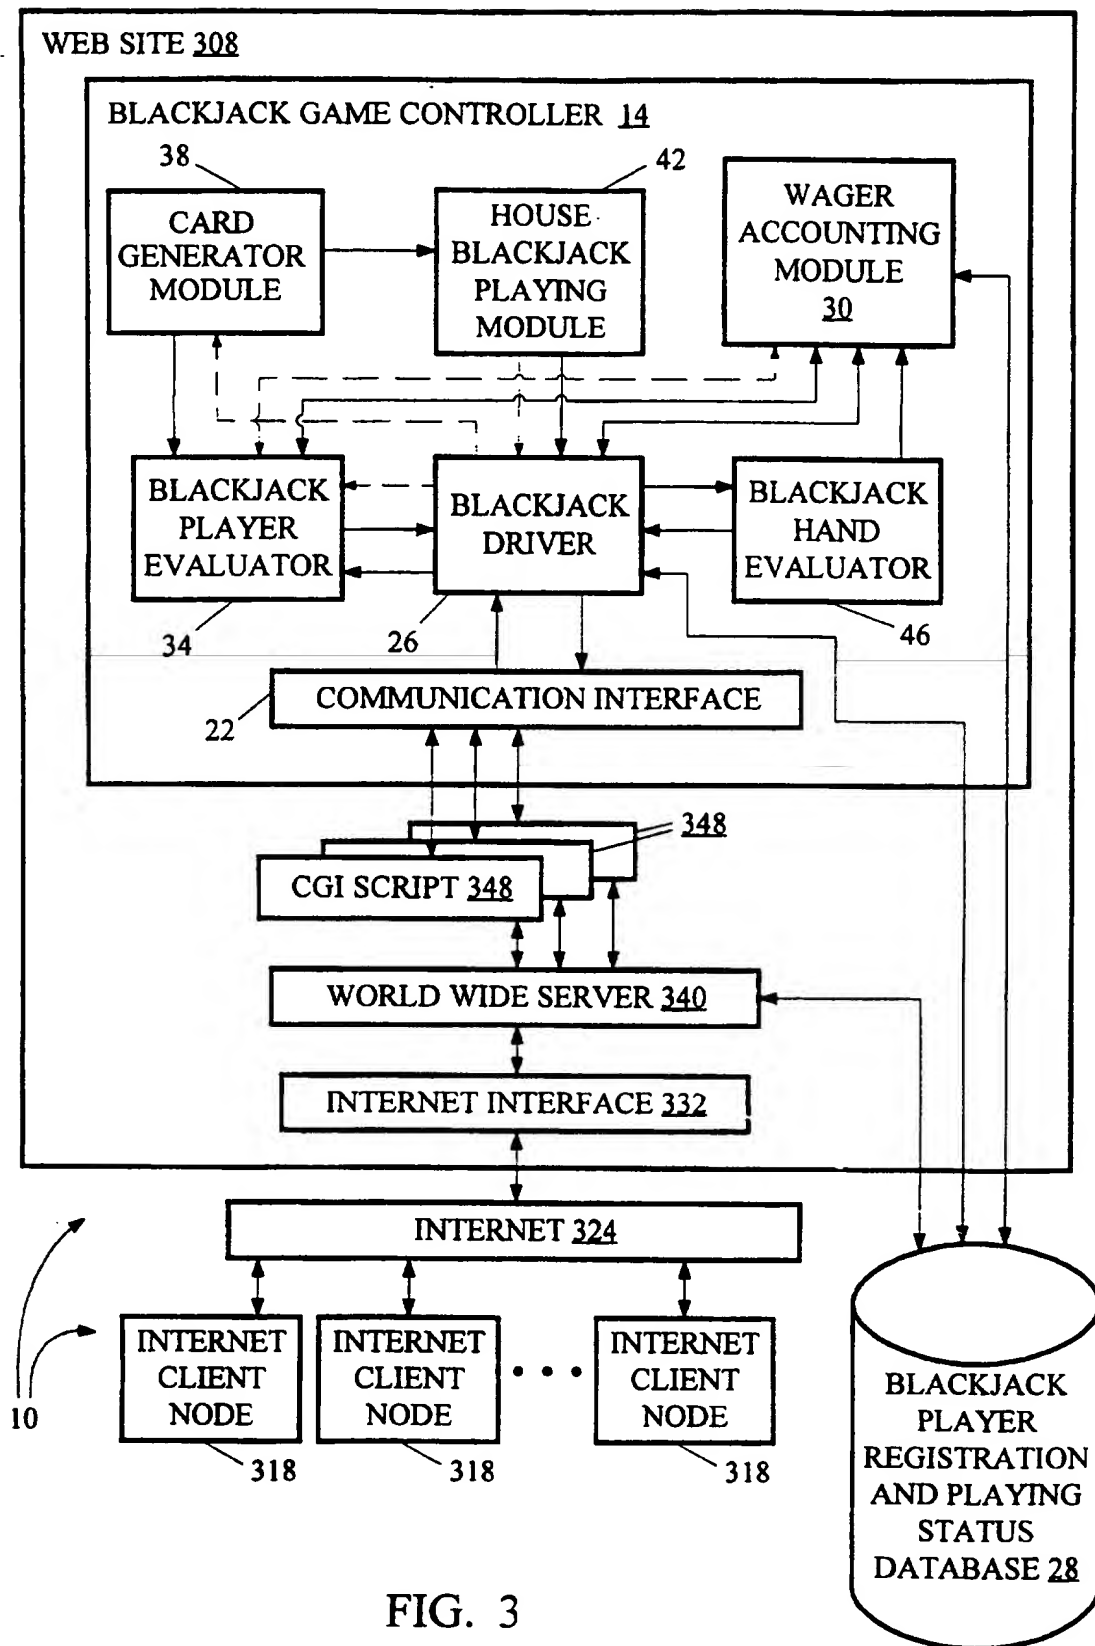 WEB SITE 308
BLACKJACK GAME CONTROLLER 14
38
42
CARD
GENERATOR
MODULE
HOUSE
BLACKJACK
PLAYING
MODULE
WAGER
ACCOUNTING
MODULE
30
BLACKJACK
PLAYER
EVALUATOR
BLACKJACK
DRIVER
BLACKJACK
HAND
EVALUATOR
34
26
46
COMMUNICATION INTERFACE
22
348
CGI SCRIPT 348
WORLD WIDE SERVER 340
INTERNET INTERFACE 332
INTERNET 324
INTERNET
CLIENT
NODE
INTERNET
CLIENT
NODE
INTERNET
CLIENT
NODE
10
318
318
318
BLACKJACK
PLAYER
REGISTRATION
AND PLAYING
STATUS
DATABASE 28
FIG. 3